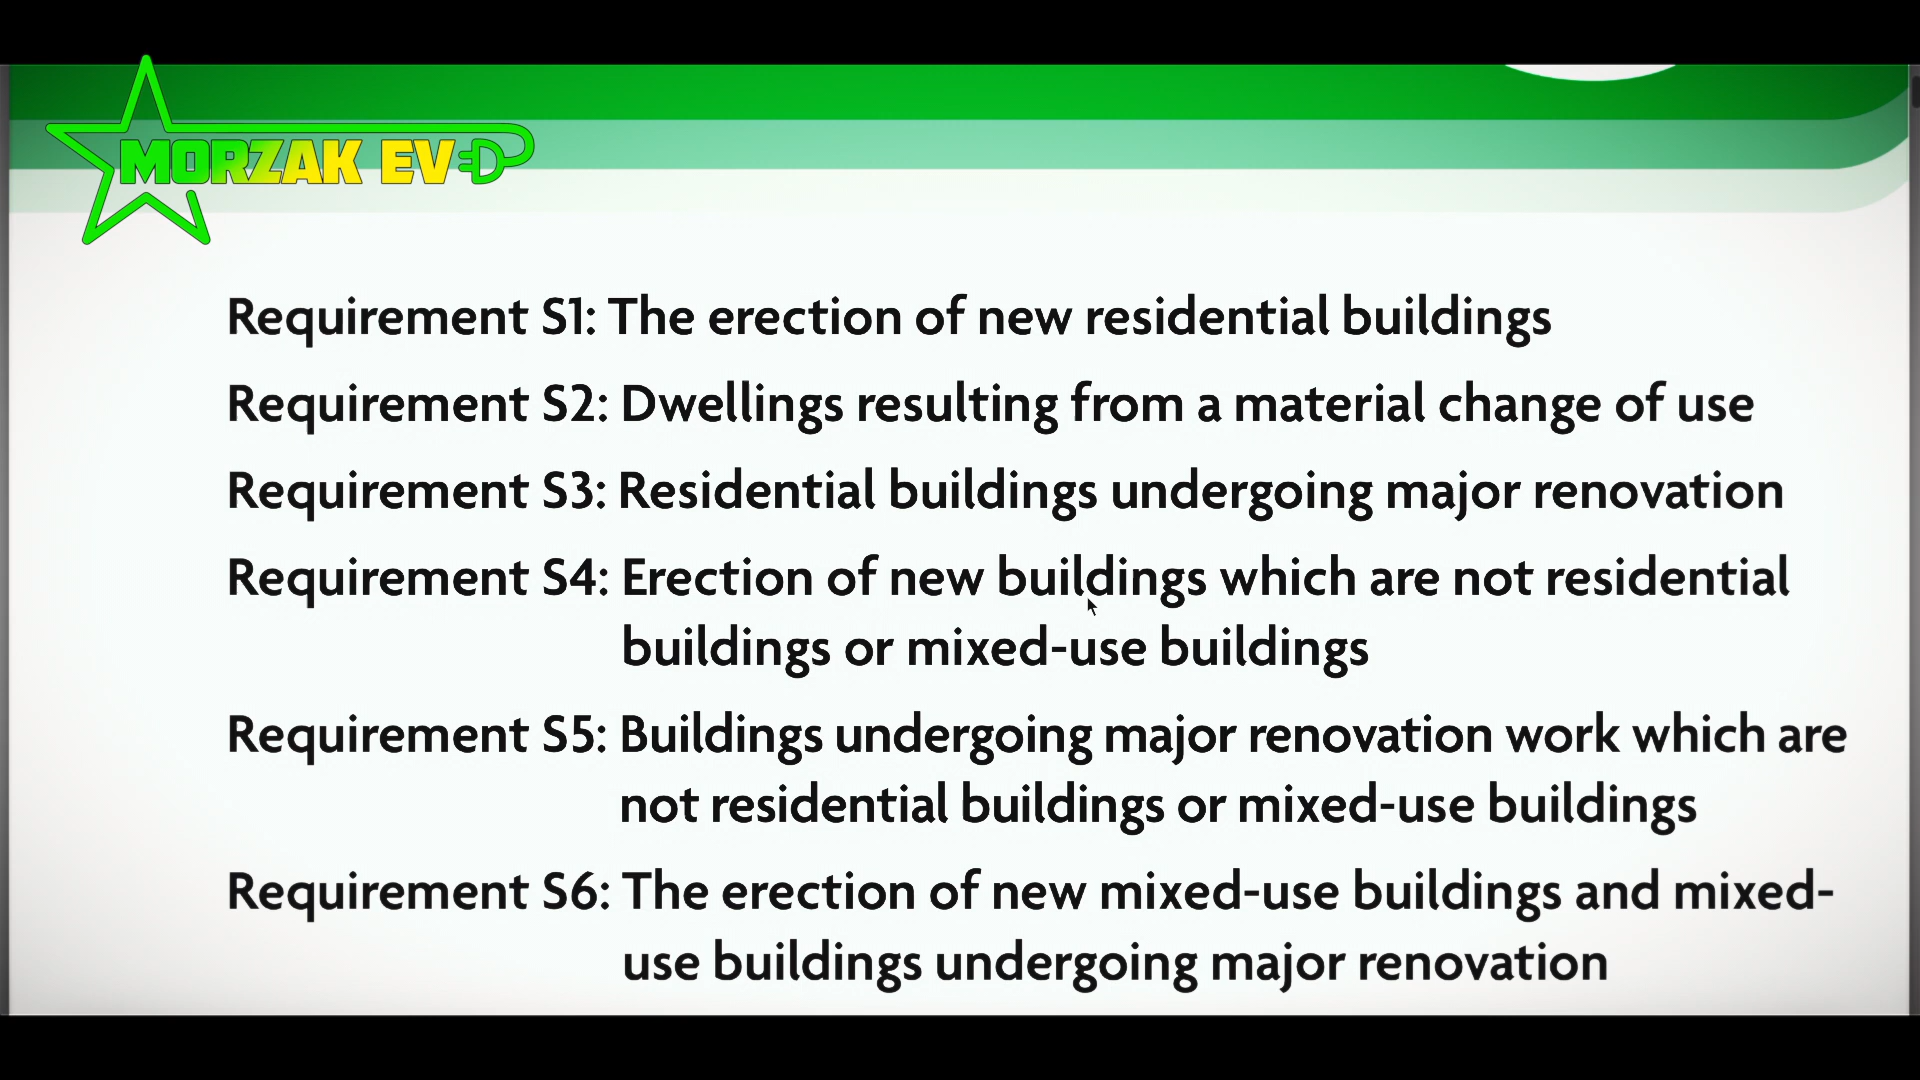 MORZAK EV
Requirement S1: The erection of new residential buildings
Requirement S2: Dwellings resulting from a material change of use
Requirement S3: Residential buildings undergoing major renovation
Requirement S4: Erection of new buildings which are not residential
buildings or mixed-use buildings
Requirement S5: Buildings undergoing major renovation work which are
not residential buildings or mixed-use buildings
Requirement S6: The erection of new mixed-use buildings and mixed-
use buildings undergoing major renovation